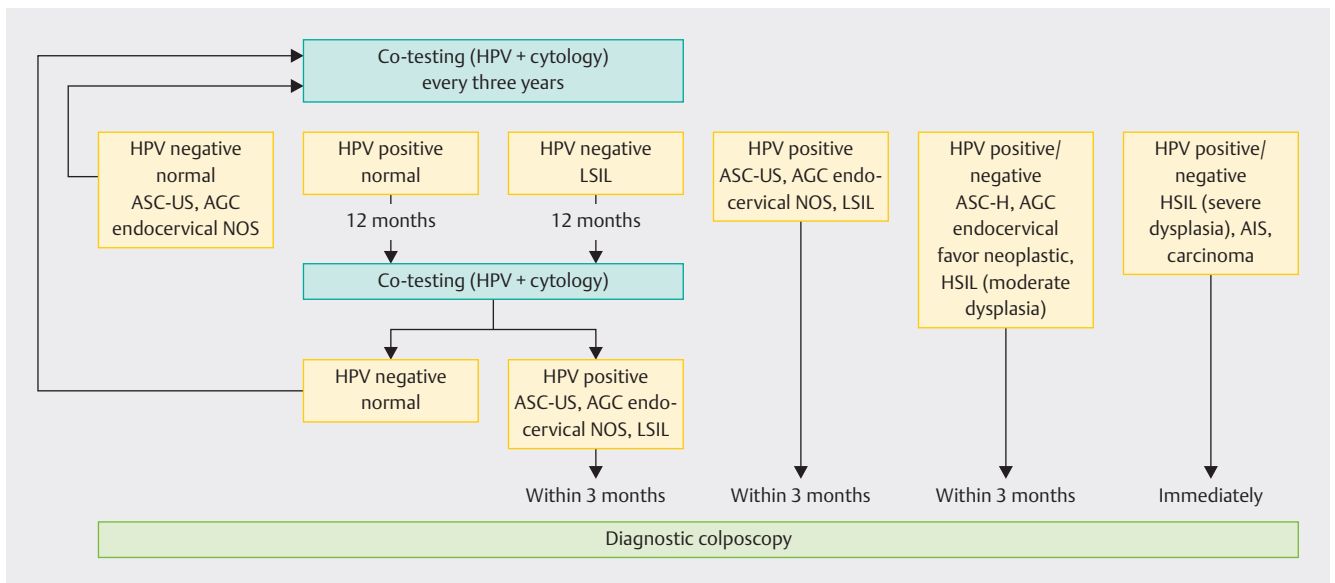 Co-testing (HPV + cytology)
every three years
HPV negative
normal
ASC-US, AGC
endocervical NOS
HPV positive
normal
HPV negative
LSIL
HPV positive
ASC-US, AGC endo-
cervical NOS, LSIL
HPV positive/
negative
ASC-H, AGC
endocervical
favor neoplastic,
HSIL (moderate
dysplasia)
HPV positive/
negative
HSIL (severe
dysplasia), AIS,
carcinoma
12 months
12 months
Co-testing (HPV + cytology)
HPV negative
normal
HPV positive
ASC-US, AGC endo-
cervical NOS, LSIL
Within 3 months
Within 3 months
Within 3 months
Immediately
Diagnostic colposcopy